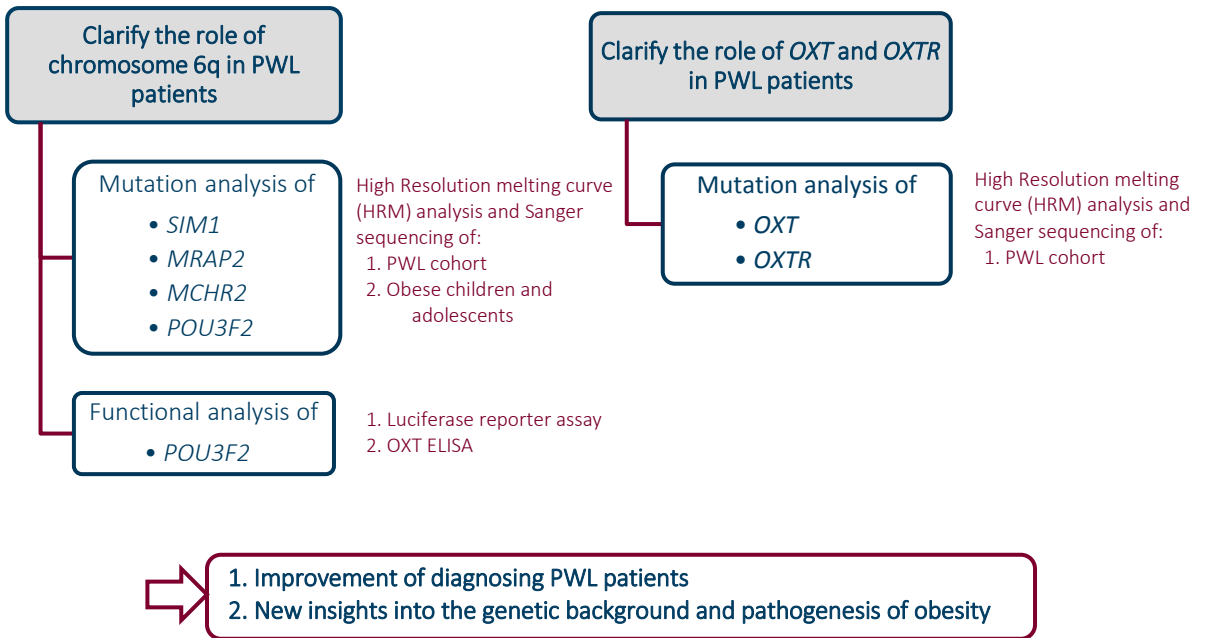 Clarify the role of
chromosome 6q in PWL
patients
Mutation analysis of
• SIM1
• MRAP2
• MCHR2
• POU3F2
High Resolution melting curve
(HRM) analysis and Sanger
sequencing of:
1. PWL cohort
2. Obese children and
adolescents
Functional analysis of
• POU3F2
1. Luciferase reporter assay
2. OXT ELISA
Clarify the role of OXT and OXTR
in PWL patients
Mutation analysis of
• OXT
• OXTR
High Resolution melting
curve (HRM) analysis and
Sanger sequencing of:
1. PWL cohort
1. Improvement of diagnosing PWL patients
2. New insights into the genetic background and pathogenesis of obesity